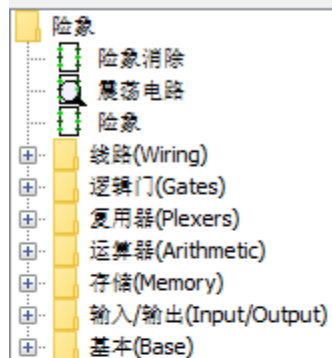 险象
险象消除
震荡电路
险象
线路(Wiring)
逻辑门(Gates)
复用器(Plexers)
运算器(Arithmetic)
存储(Memory)
输入/输出(Input/Output)
基本(Base)